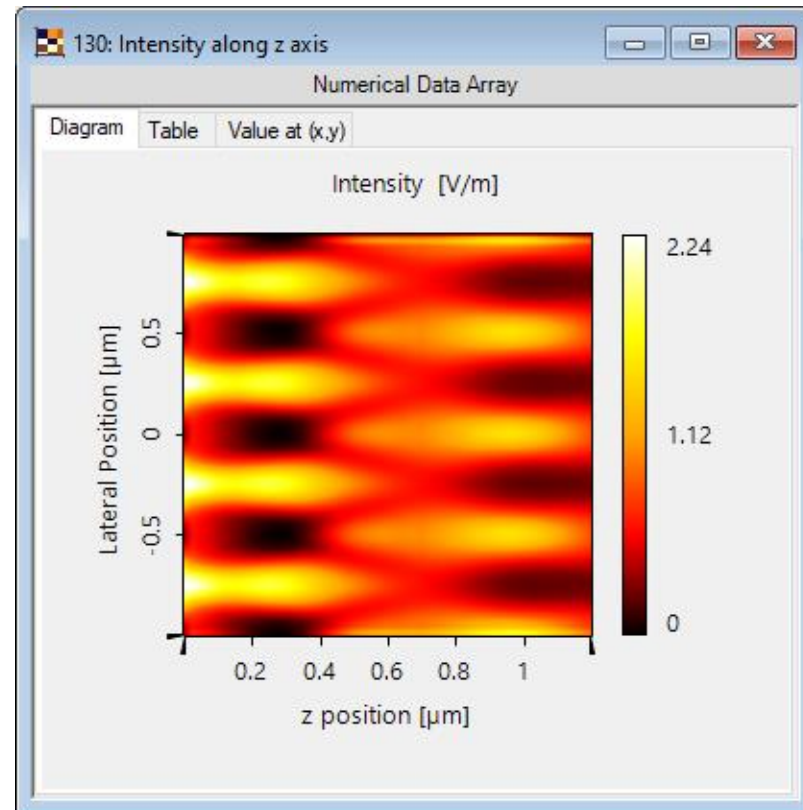 130: Intensity along z axis
Numerical Data Array
Diagram Table Value at (x,y)
Intensity [V/m]
2.24
1.12
0
Lateral Position [µm]
0.5
0
-0.5
0.2 0.4 0.6 0.8 1
z position [µm]